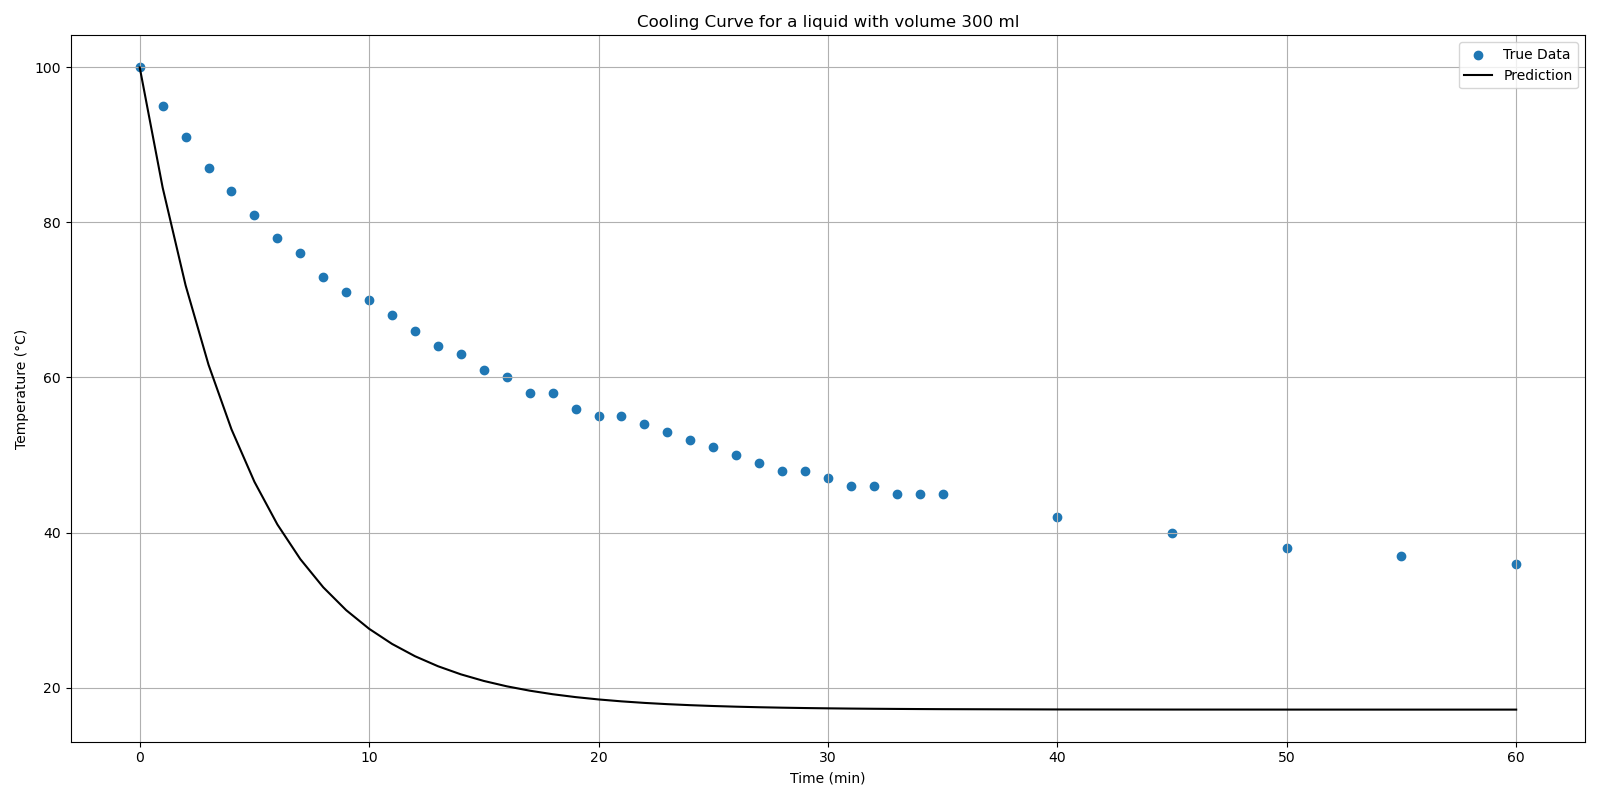 Cooling Curve for a liquid with volume 300 ml
True Data
Prediction
100
80
60
40
20
Temperature (°C)
0 10 20 30 40 50 60
Time (min)